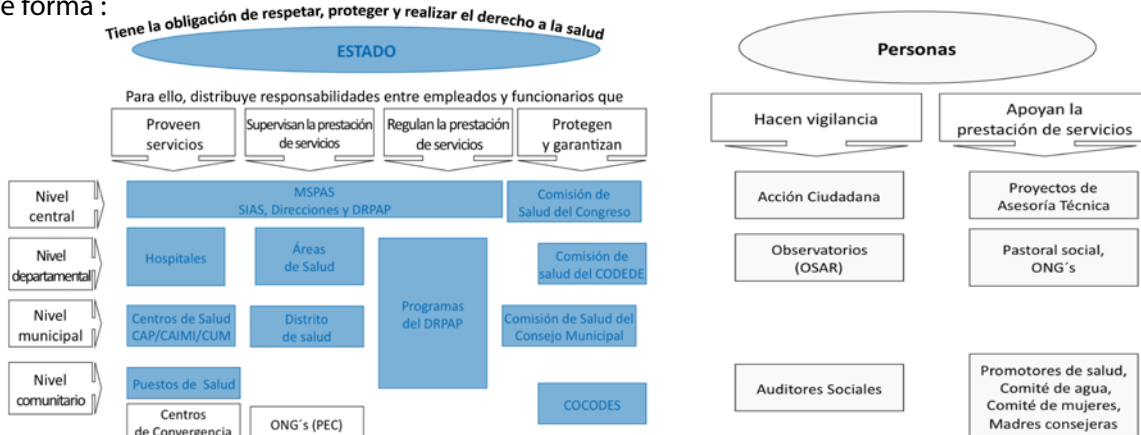 e forma :
Tiene la obligación de respetar, proteger y realizar el derecho a la salud
ESTADO
Para ello, distribuye responsabilidades entre empleados y funcionarios que
Proveen
servicios
Supervisan la prestación
de servicios
Regulan la prestación
de servicios
Protegen
y garantizan
Nivel
central
MSPAS
SIAS, Direcciones y DRPAP
Comisión de
Salud del Congreso
Nivel
departamental
Hospitales
Áreas
de Salud
Programas
del DRPAP
Comisión de
salud del CODEDE
Nivel
municipal
Centros de Salud
CAP/CAIMI/CUM
Distrito
de salud
Comisión de Salud del
Consejo Municipal
Nivel
comunitario
Puestos de Salud
Centros
de Convergencia
ONG´s (PEC)
COCODES
Personas
Hacen vigilancia
Apoyan la
prestación de servicios
Acción Ciudadana
Proyectos de
Asesoría Técnica
Observatorios
(OSAR)
Pastoral social,
ONG´s
Auditores Sociales
Promotores de salud,
Comité de agua,
Comité de mujeres,
Madres consejeras